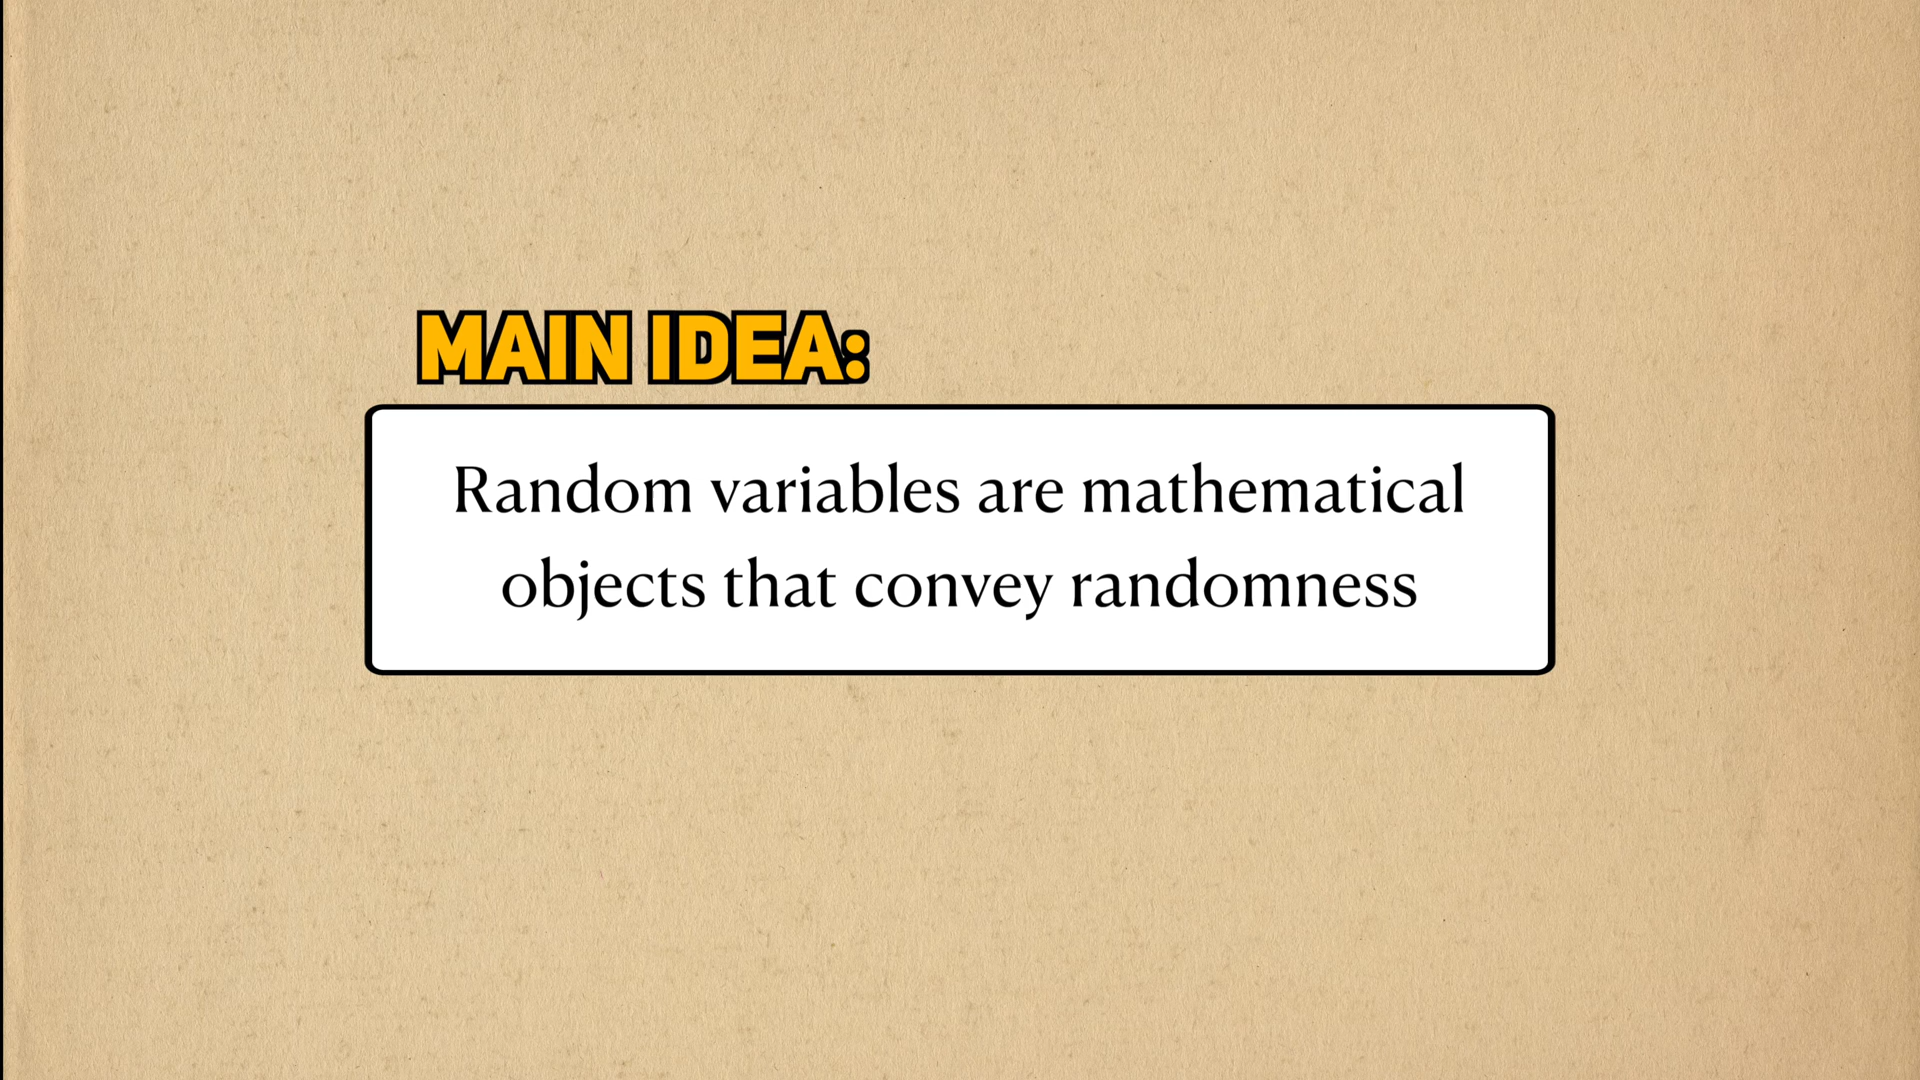 MAIN IDEA:
Random variables are mathematical
objects that convey randomness